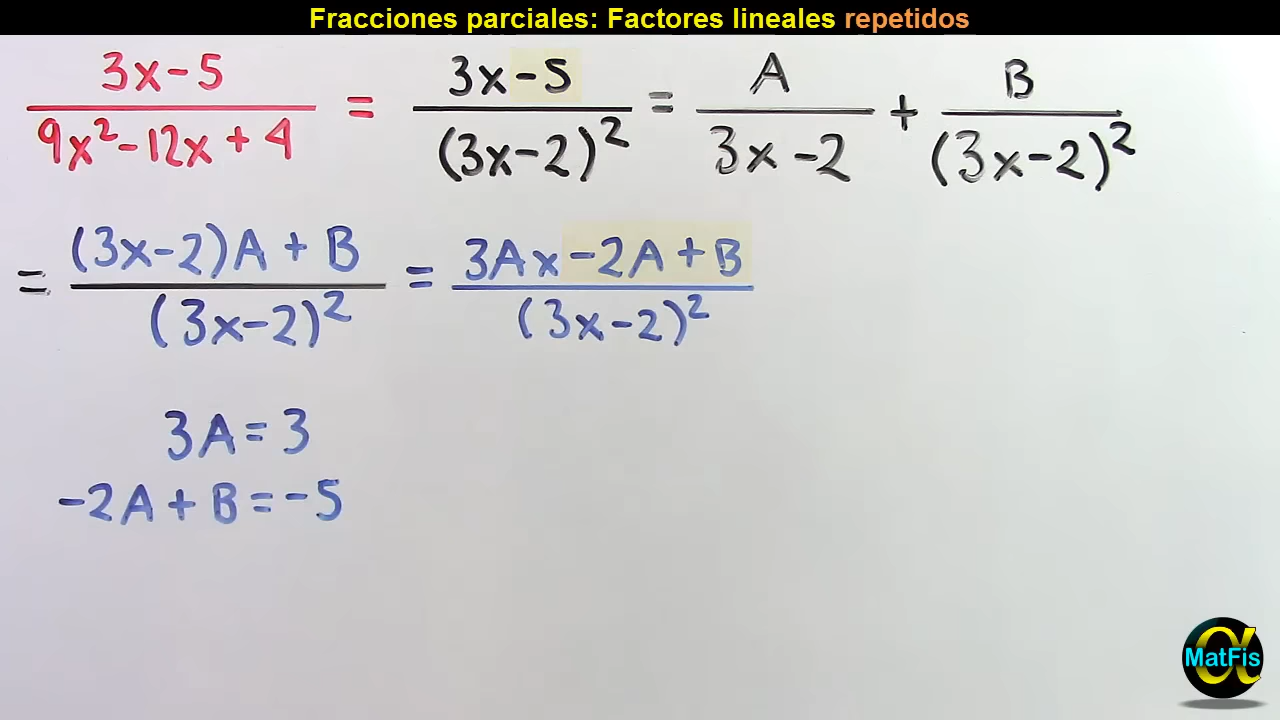 Fracciones parciales: Factores lineales repetidos
3x-5 / 9x²-12x+4 = 3x-5 / (3x-2)² = A / 3x-2 + B / (3x-2)²
= (3x-2)A+B / (3x-2)² = 3Ax-2A+B / (3x-2)²
3A=3
-2A+B=-5
α MatFis